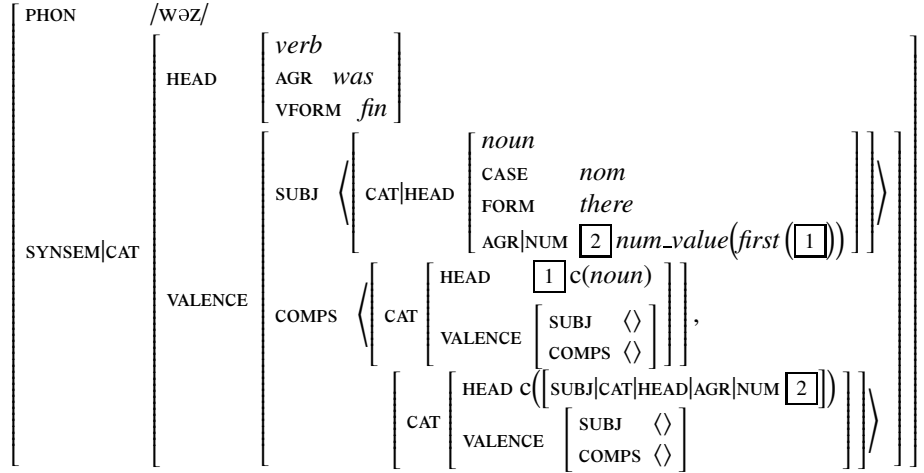 PHON /wəz/
verb
HEAD AGR was
VFORM fin
noun
CASE nom
SUBJ ⟨ CAT|HEAD FORM there
AGR|NUM 2 num_value(first(1)) ⟩
SYNSEM|CAT
HEAD 1 c(noun)
VALENCE COMPS ⟨ CAT VALENCE SUBJ ⟨⟩ ,
COMPS ⟨⟩
HEAD c([SUBJ|CAT|HEAD|AGR|NUM 2])
CAT VALENCE SUBJ ⟨⟩ ⟩
COMPS ⟨⟩